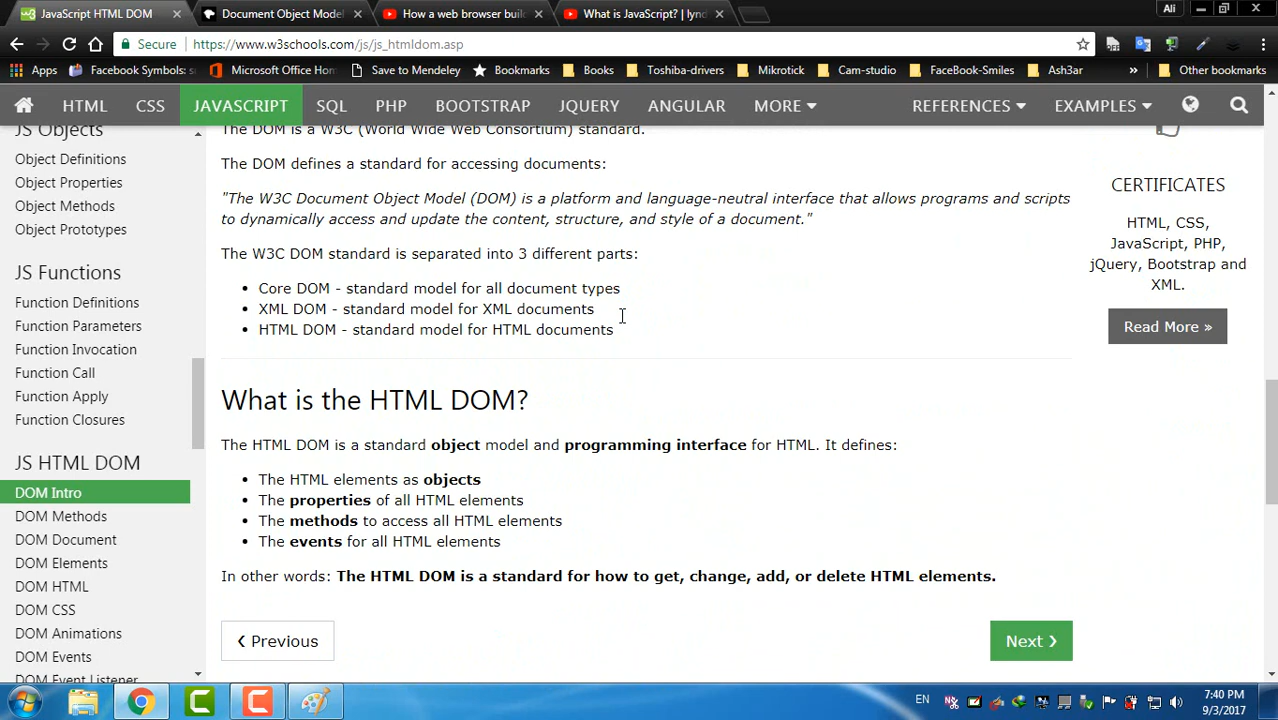 JavaScript HTML DOM
Document Object Model
How a web browser buil
What is JavaScript? | lynd
Ali
Secure
https://www.w3schools.com/js/js_htmldom.asp
Apps
Facebook Symbols: s
Microsoft Office Hom
Save to Mendeley
Bookmarks
Books
Toshiba-drivers
Mikrotick
Cam-studio
FaceBook-Smiles
Ash3ar
»
Other bookmarks
HTML
CSS
JAVASCRIPT
SQL
PHP
BOOTSTRAP
JQUERY
ANGULAR
MORE
REFERENCES
EXAMPLES
JS Objects
Object Definitions
Object Properties
Object Methods
Object Prototypes
JS Functions
Function Definitions
Function Parameters
Function Invocation
Function Call
Function Apply
Function Closures
JS HTML DOM
DOM Intro
DOM Methods
DOM Document
DOM Elements
DOM HTML
DOM CSS
DOM Animations
DOM Events
DOM Event Listener
The DOM is a W3C (World Wide Web Consortium) standard.
The DOM defines a standard for accessing documents:
"The W3C Document Object Model (DOM) is a platform and language-neutral interface that allows programs and scripts
to dynamically access and update the content, structure, and style of a document."
The W3C DOM standard is separated into 3 different parts:
• Core DOM - standard model for all document types
• XML DOM - standard model for XML documents
• HTML DOM - standard model for HTML documents
What is the HTML DOM?
The HTML DOM is a standard object model and programming interface for HTML. It defines:
• The HTML elements as objects
• The properties of all HTML elements
• The methods to access all HTML elements
• The events for all HTML elements
In other words: The HTML DOM is a standard for how to get, change, add, or delete HTML elements.
❮ Previous
Next ❯
CERTIFICATES
HTML, CSS,
JavaScript, PHP,
jQuery, Bootstrap and
XML.
Read More »
EN
7:40 PM
9/3/2017